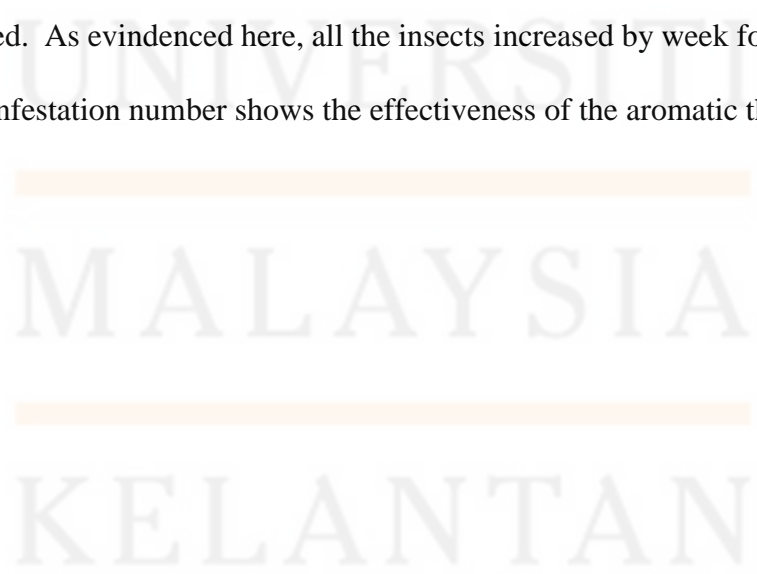 UNIVERSITI
ed. As evindenced here, all the insects increased by week fo
nfestation number shows the effectiveness of the aromatic th
MALAYSIA
KELANTAN